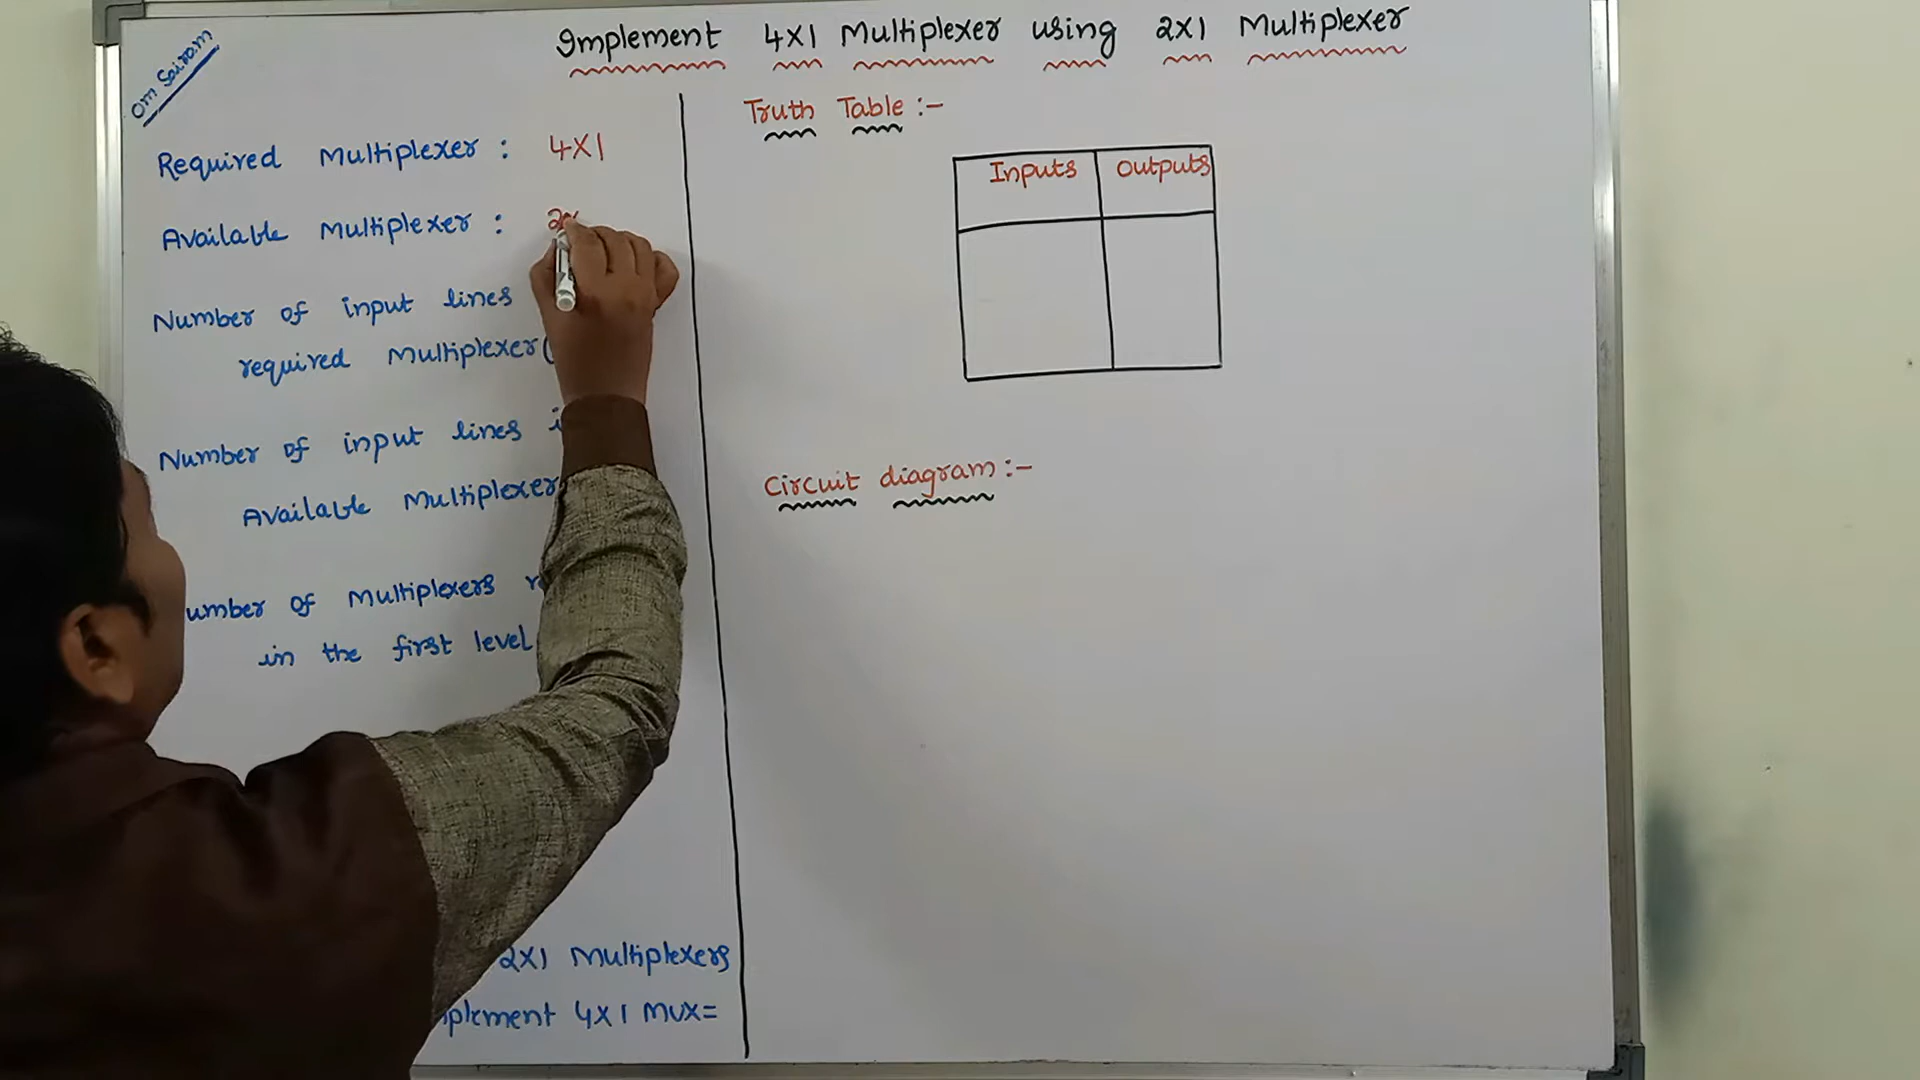 Om Sairam
Implement 4X1 Multiplexer using 2X1 Multiplexer
Required Multiplexer : 4X1
Available Multiplexer : 2X
Number of input lines
required Multiplexer(
Number of input lines
Available Multiplexer
umber of Multiplexers
in the first level
2X1 Multiplexers
plement 4X1 MUX=
Truth Table :-
Inputs Outputs
Circuit diagram :-